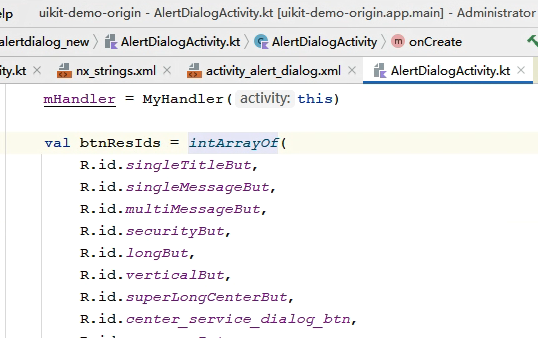 elp
uikit-demo-origin - AlertDialogActivity.kt [uikit-demo-origin.app.main] - Administrator
alertdialog_new AlertDialogActivity.kt AlertDialogActivity onCreate
ity.kt nx_strings.xml activity_alert_dialog.xml AlertDialogActivity.kt
mHandler = MyHandler( activity: this)
val btnResIds = intArrayOf(
R.id.singleTitleBut,
R.id.singleMessageBut,
R.id.multiMessageBut,
R.id.securityBut,
R.id.longBut,
R.id.verticalBut,
R.id.superLongCenterBut,
R.id.center_service_dialog_btn,